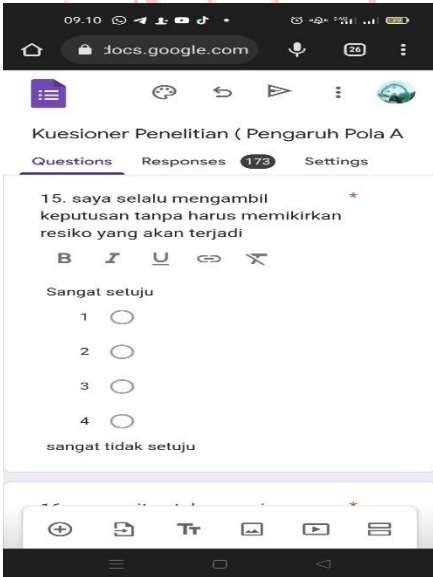 09.10
docs.google.com
26
Kuesioner Penelitian ( Pengaruh Pola A
Questions Responses 173 Settings
15. saya selalu mengambil *
keputusan tanpa harus memikirkan
resiko yang akan terjadi
B I U
Sangat setuju
1
2
3
4
sangat tidak setuju
*
Tт